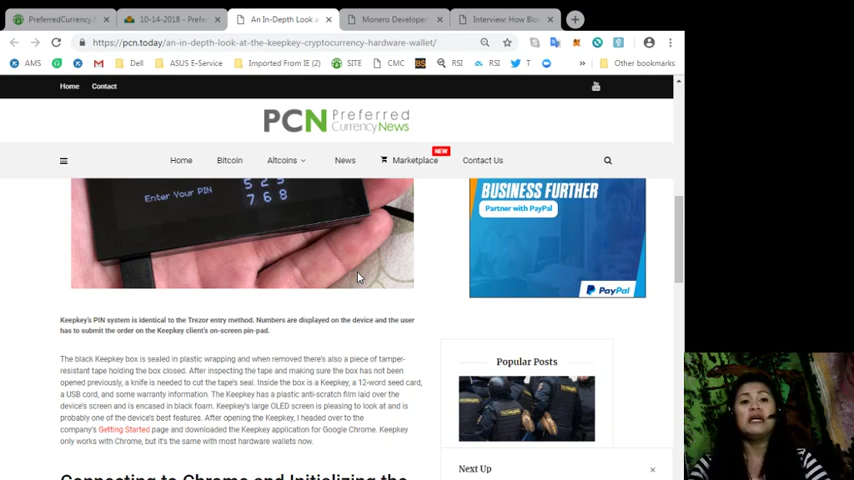 PreferredCurrency/
10-14-2018 - Prefer
An In-Depth Look a
Monero Developer
Interview: How Blo
https://pcn.today/an-in-depth-look-at-the-keepkey-cryptocurrency-hardware-wallet/
AMS
Dell
ASUS E-Service
Imported From IE (2)
SITE
CMC
BS
RSI
RSI
T
»
Other bookmarks
Home
Contact
PCN Preferred
Currency News
Home
Bitcoin
Altcoins
News
Marketplace
NEW
Contact Us
Enter Your PIN
5 2 9
7 6 8
BUSINESS FURTHER
Partner with PayPal
PayPal
Keepkey's PIN system is identical to the Trezor entry method. Numbers are displayed on the device and the user
has to submit the order on the Keepkey client's on-screen pin-pad.
The black Keepkey box is sealed in plastic wrapping and when removed there's also a piece of tamper-
resistant tape holding the box closed. After inspecting the tape and making sure the box has not been
opened previously, a knife is needed to cut the tape's seal. Inside the box is a Keepkey, a 12-word seed card,
a USB cord, and some warranty information. The Keepkey has a plastic anti-scratch film laid over the
device's screen and is encased in black foam. Keepkey's large OLED screen is pleasing to look at and is
probably one of the device's best features. After opening the Keepkey, I headed over to the
company's Getting Started page and downloaded the Keepkey application for Google Chrome. Keepkey
only works with Chrome, but it's the same with most hardware wallets now.
Popular Posts
Next Up
Connecting to Chrome and Initializing the